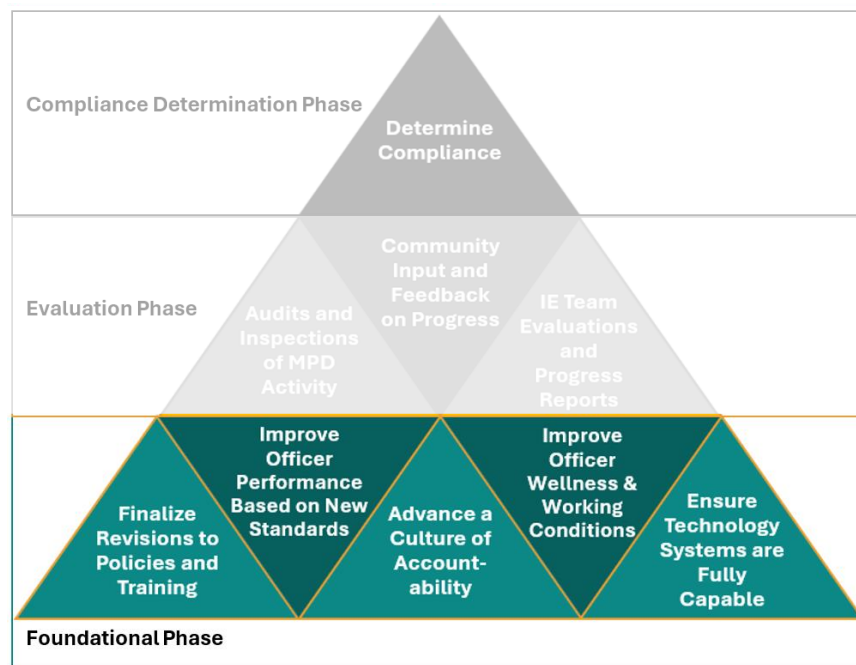 Compliance Determination Phase
Determine
Compliance
Evaluation Phase
Audits and
Inspections
of MPD
Activity
Community
Input and
Feedback
on Progress
IE Team
Evaluations
and
Progress
Reports
Finalize
Revisions to
Policies and
Training
Improve
Officer
Performance
Based on New
Standards
Advance a
Culture of
Account-
ability
Improve
Officer
Wellness &
Working
Conditions
Ensure
Technology
Systems are
Fully
Capable
Foundational Phase